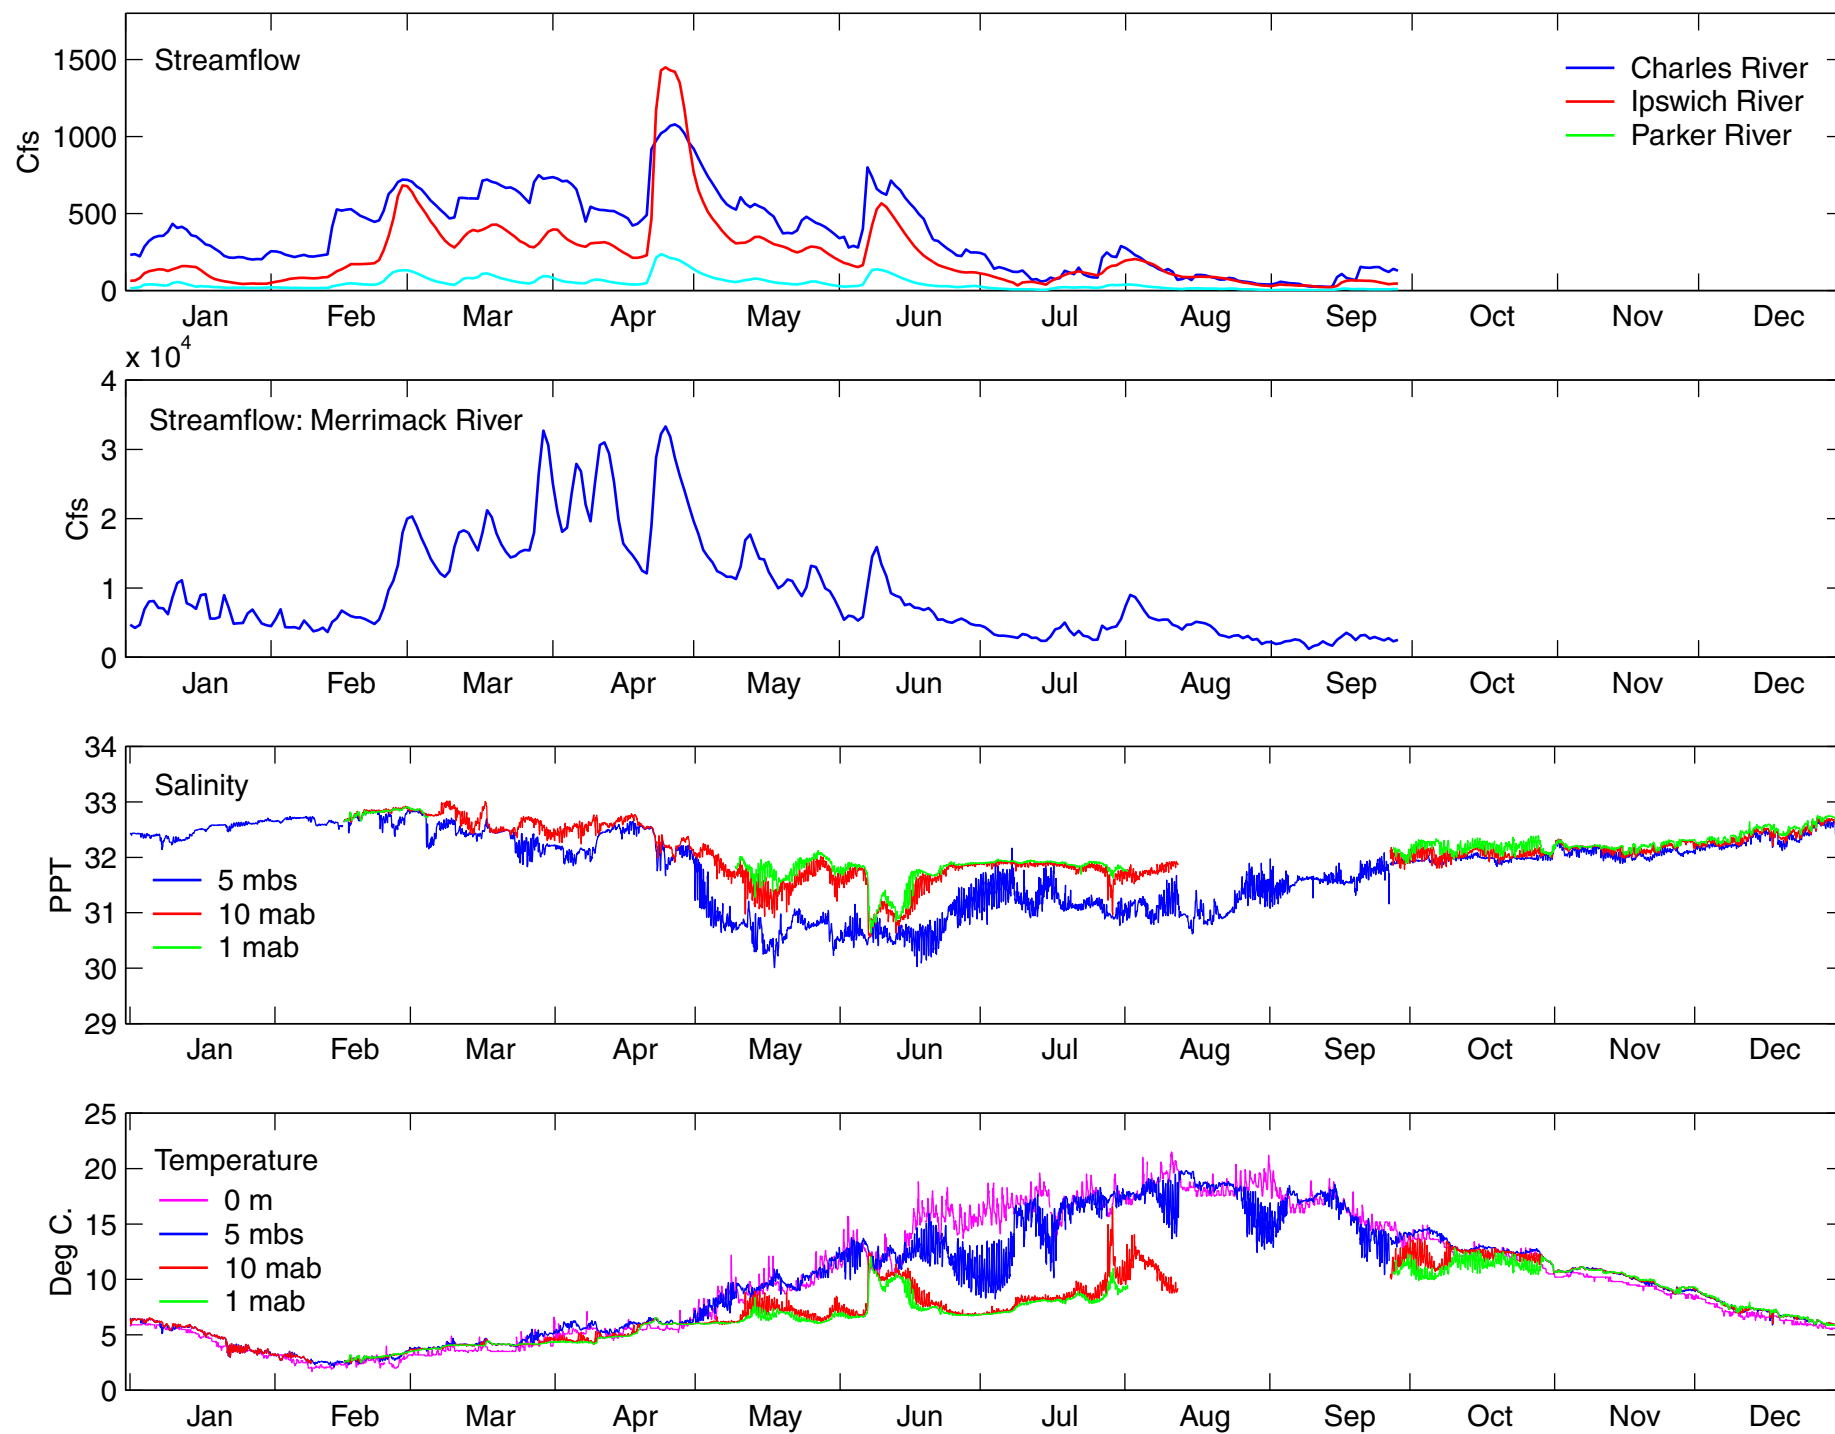 Streamflow
Charles River
Ipswich River
Parker River
1500
1000
500
0
Cfs
Jan Feb Mar Apr May Jun Jul Aug Sep Oct Nov Dec
x 10^4
Streamflow: Merrimack River
4
3
2
1
0
Cfs
Jan Feb Mar Apr May Jun Jul Aug Sep Oct Nov Dec
Salinity
5 mbs
10 mab
1 mab
34
33
32
31
30
29
PPT
Jan Feb Mar Apr May Jun Jul Aug Sep Oct Nov Dec
Temperature
0 m
5 mbs
10 mab
1 mab
25
20
15
10
5
0
Deg C.
Jan Feb Mar Apr May Jun Jul Aug Sep Oct Nov Dec